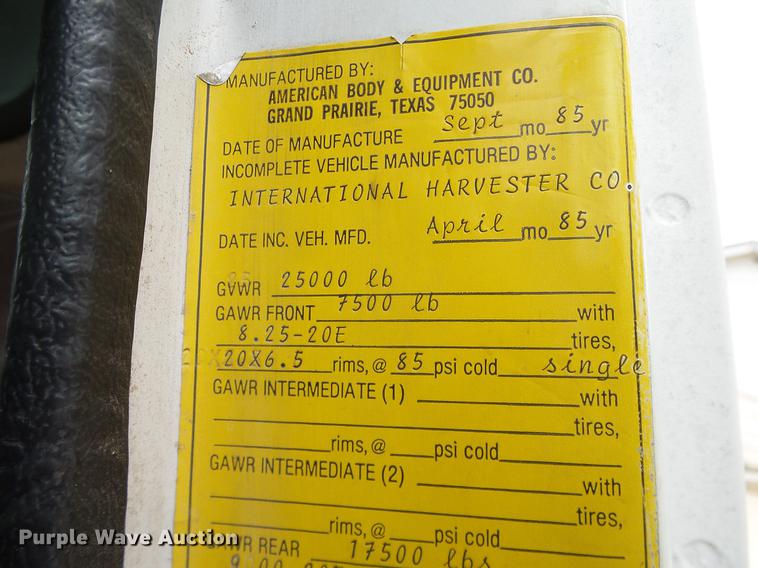 MANUFACTURED BY:
AMERICAN BODY & EQUIPMENT CO.
GRAND PRAIRIE, TEXAS 75050
DATE OF MANUFACTURE Sept mo 85 yr
INCOMPLETE VEHICLE MANUFACTURED BY:
INTERNATIONAL HARVESTER CO.
DATE INC. VEH. MFD. April mo 85 yr
GVWR 25000 lb
GAWR FRONT 7500 lb with
8.25-20E tires,
20X6.5 rims, @ 85 psi cold single
GAWR INTERMEDIATE (1) with
tires,
rims, @ psi cold
GAWR INTERMEDIATE (2) with
tires,
rims, @ psi cold
GAWR REAR 17500 lbs
Purple Wave Auction